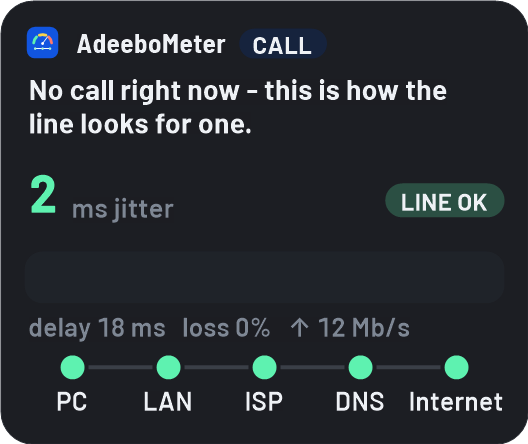 AdeeboMeter CALL
No call right now - this is how the
line looks for one.
2 ms jitter LINE OK
delay 18 ms loss 0% ↑ 12 Mb/s
PC LAN ISP DNS Internet